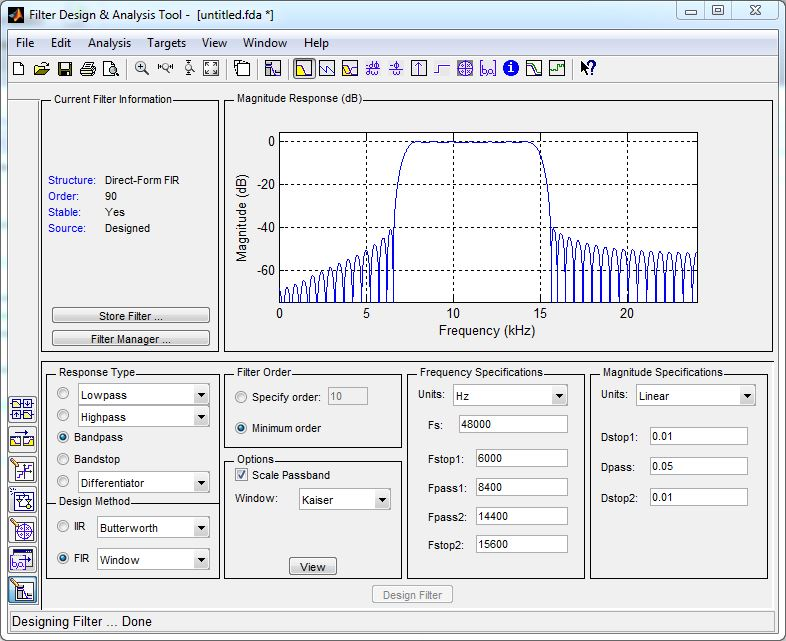 Filter Design & Analysis Tool - [untitled.fda *]
File Edit Analysis Targets View Window Help
Current Filter Information
Structure: Direct-Form FIR
Order: 90
Stable: Yes
Source: Designed
Store Filter ...
Filter Manager ...
Magnitude Response (dB)
Magnitude (dB)
0
-20
-40
-60
0 5 10 15 20
Frequency (kHz)
Response Type
Lowpass
Highpass
Bandpass
Bandstop
Differentiator
Design Method
IIR Butterworth
FIR Window
Filter Order
Specify order: 10
Minimum order
Options
Scale Passband
Window: Kaiser
View
Frequency Specifications
Units: Hz
Fs: 48000
Fstop1: 6000
Fpass1: 8400
Fpass2: 14400
Fstop2: 15600
Magnitude Specifications
Units: Linear
Dstop1: 0.01
Dpass: 0.05
Dstop2: 0.01
Design Filter
Designing Filter ... Done